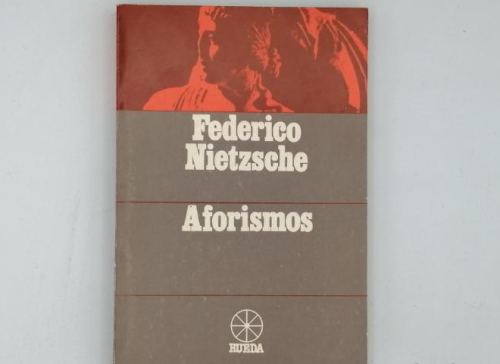 Federico
Nietzsche
Aforismos
RUEDA